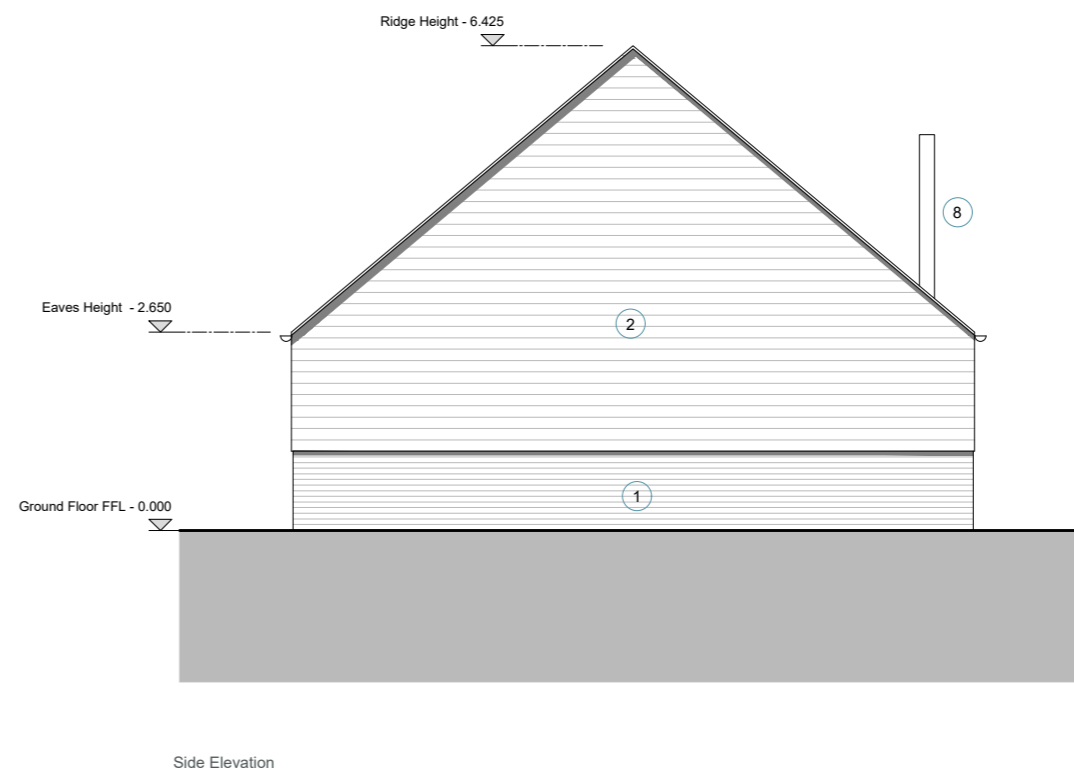 Ridge Height - 6.425
8
Eaves Height - 2.650
2
1
Ground Floor FFL - 0.000
Side Elevation